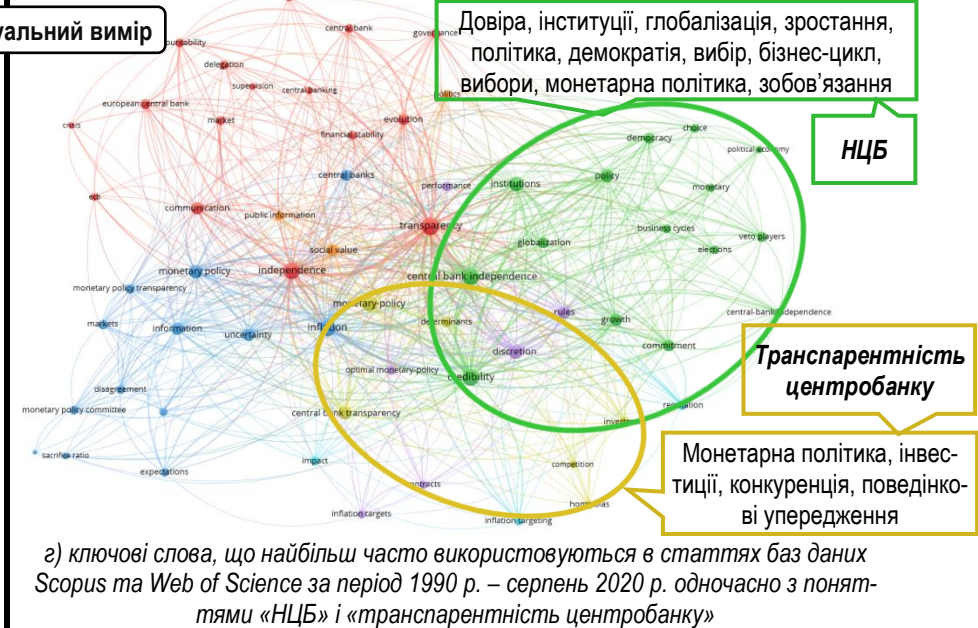 уальний вимір
Довіра, інституції, глобалізація, зростання,
політика, демократія, вибір, бізнес-цикл,
вибори, монетарна політика, зобов’язання
НЦБ
central bank
delegation
supervision
central banking
politics
european central bank
crisis
market
evolution
financial stability
democracy
choice
political economy
central banks
ecb
performance
institutions
policy
monetary
communication
public information
transparency
business cycles
veto players
elections
social value
globalization
monetary policy
independence
central bank independence
monetary policy transparency
monetary-policy
rules
central-bank independence
markets
information
uncertainty
inflation
determinants
growth
discretion
commitment
optimal monetary-policy
credibility
disagreement
monetary policy committee
central bank transparency
sacrifice ratio
expectations
impact
competition
inflation targets
inflation targeting
Транспарентність
центробанку
Монетарна політика, інвес-
тиції, конкуренція, поведінко-
ві упередження
г) ключові слова, що найбільш часто використовуються в статтях баз даних
Scopus та Web of Science за період 1990 р. – серпень 2020 р. одночасно з понят-
тями «НЦБ» і «транспарентність центробанку»